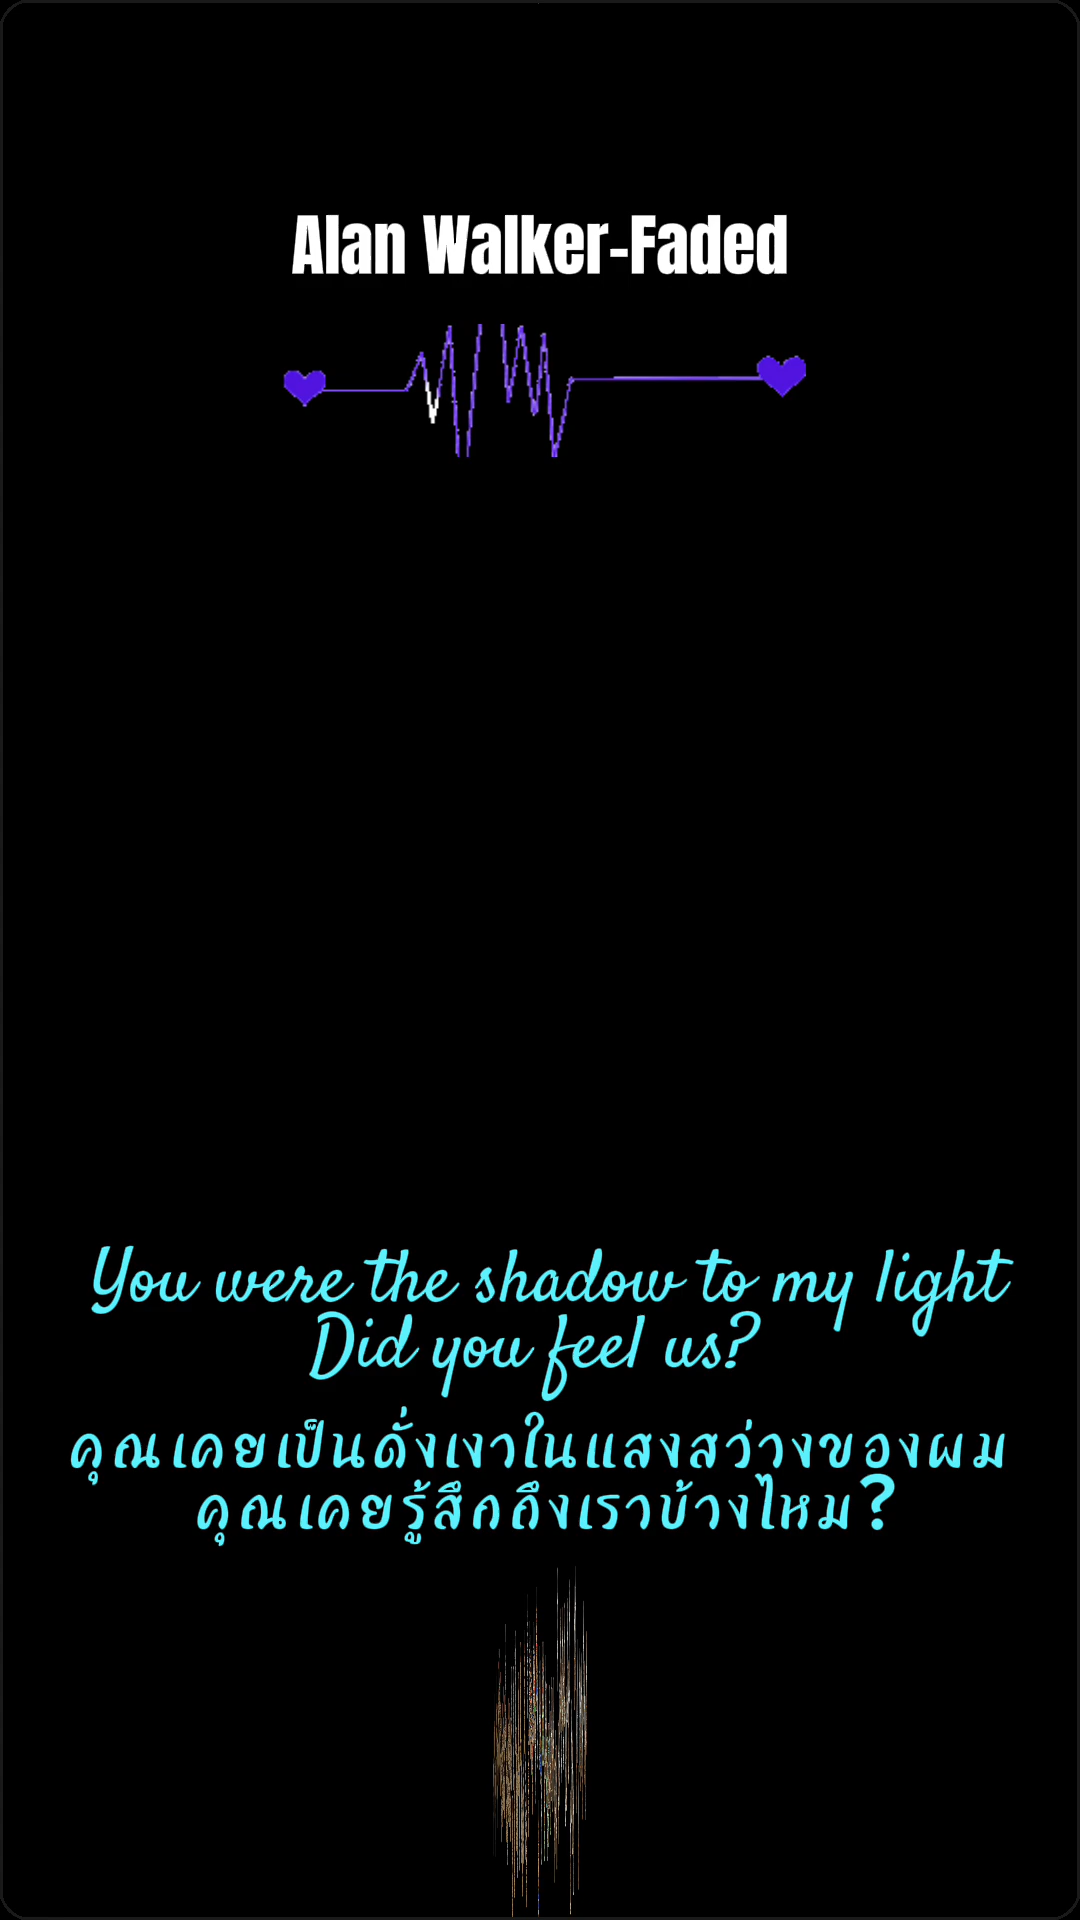 Alan Walker-Faded
You were the shadow to my light
Did you feel us?
คุณเคยเป็นดั่งเงาในแสงสว่างของผม
คุณเคยรู้สึกถึงเราบ้างไหม?